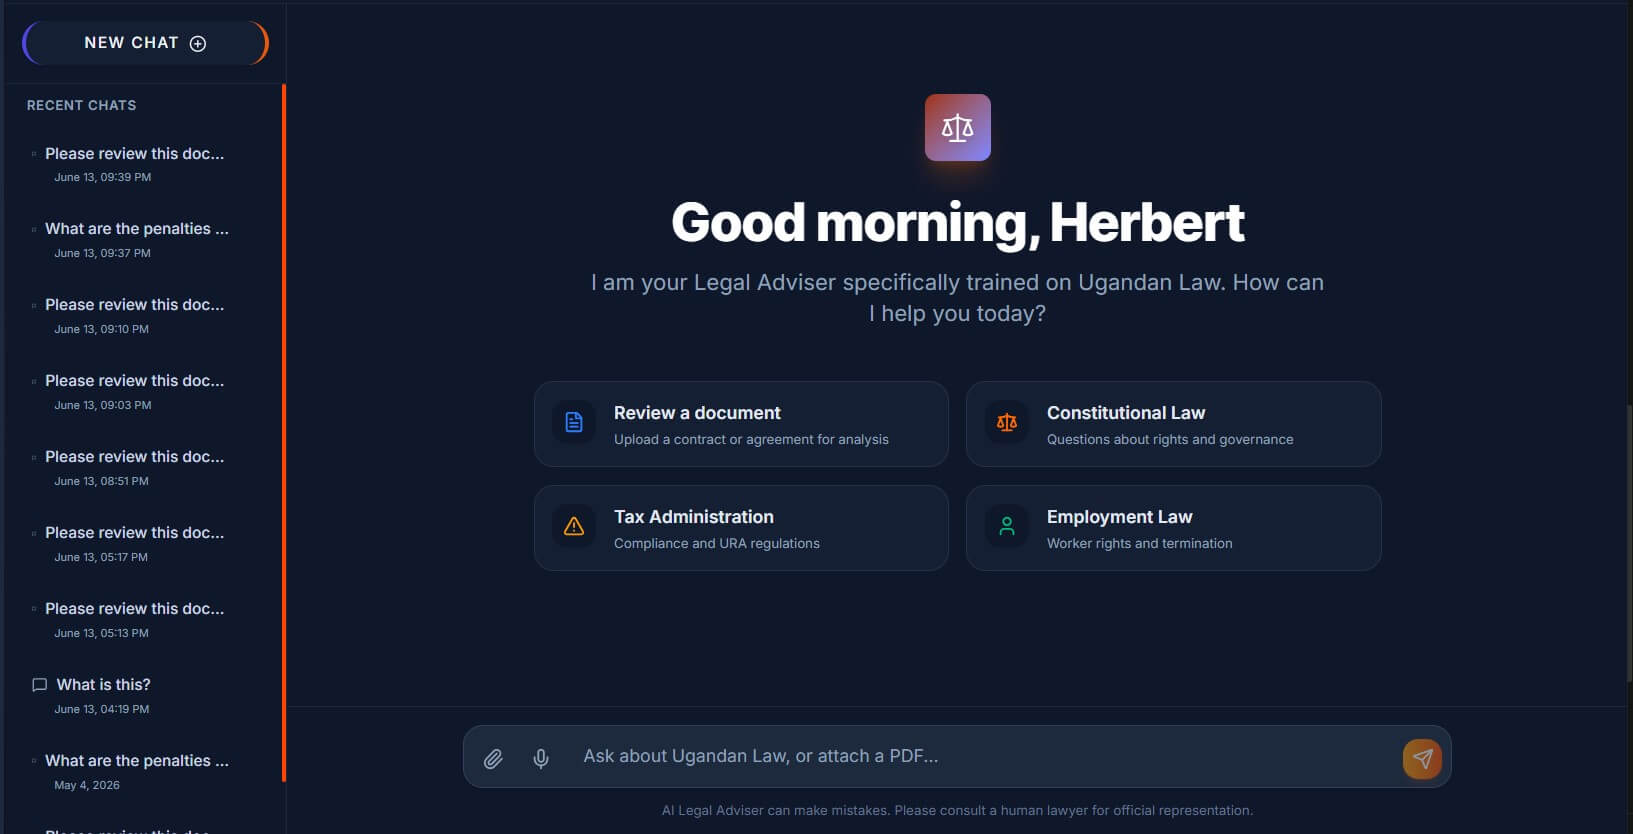 NEW CHAT
RECENT CHATS
Please review this doc...
June 13, 09:39 PM
What are the penalties ...
June 13, 09:37 PM
Please review this doc...
June 13, 09:10 PM
Please review this doc...
June 13, 09:03 PM
Please review this doc...
June 13, 08:51 PM
Please review this doc...
June 13, 05:17 PM
Please review this doc...
June 13, 05:13 PM
What is this?
June 13, 04:19 PM
What are the penalties ...
May 4, 2026
Please review this doc...
Good morning, Herbert
I am your Legal Adviser specifically trained on Ugandan Law. How can
I help you today?
Review a document
Upload a contract or agreement for analysis
Constitutional Law
Questions about rights and governance
Tax Administration
Compliance and URA regulations
Employment Law
Worker rights and termination
Ask about Ugandan Law, or attach a PDF...
AI Legal Adviser can make mistakes. Please consult a human lawyer for official representation.